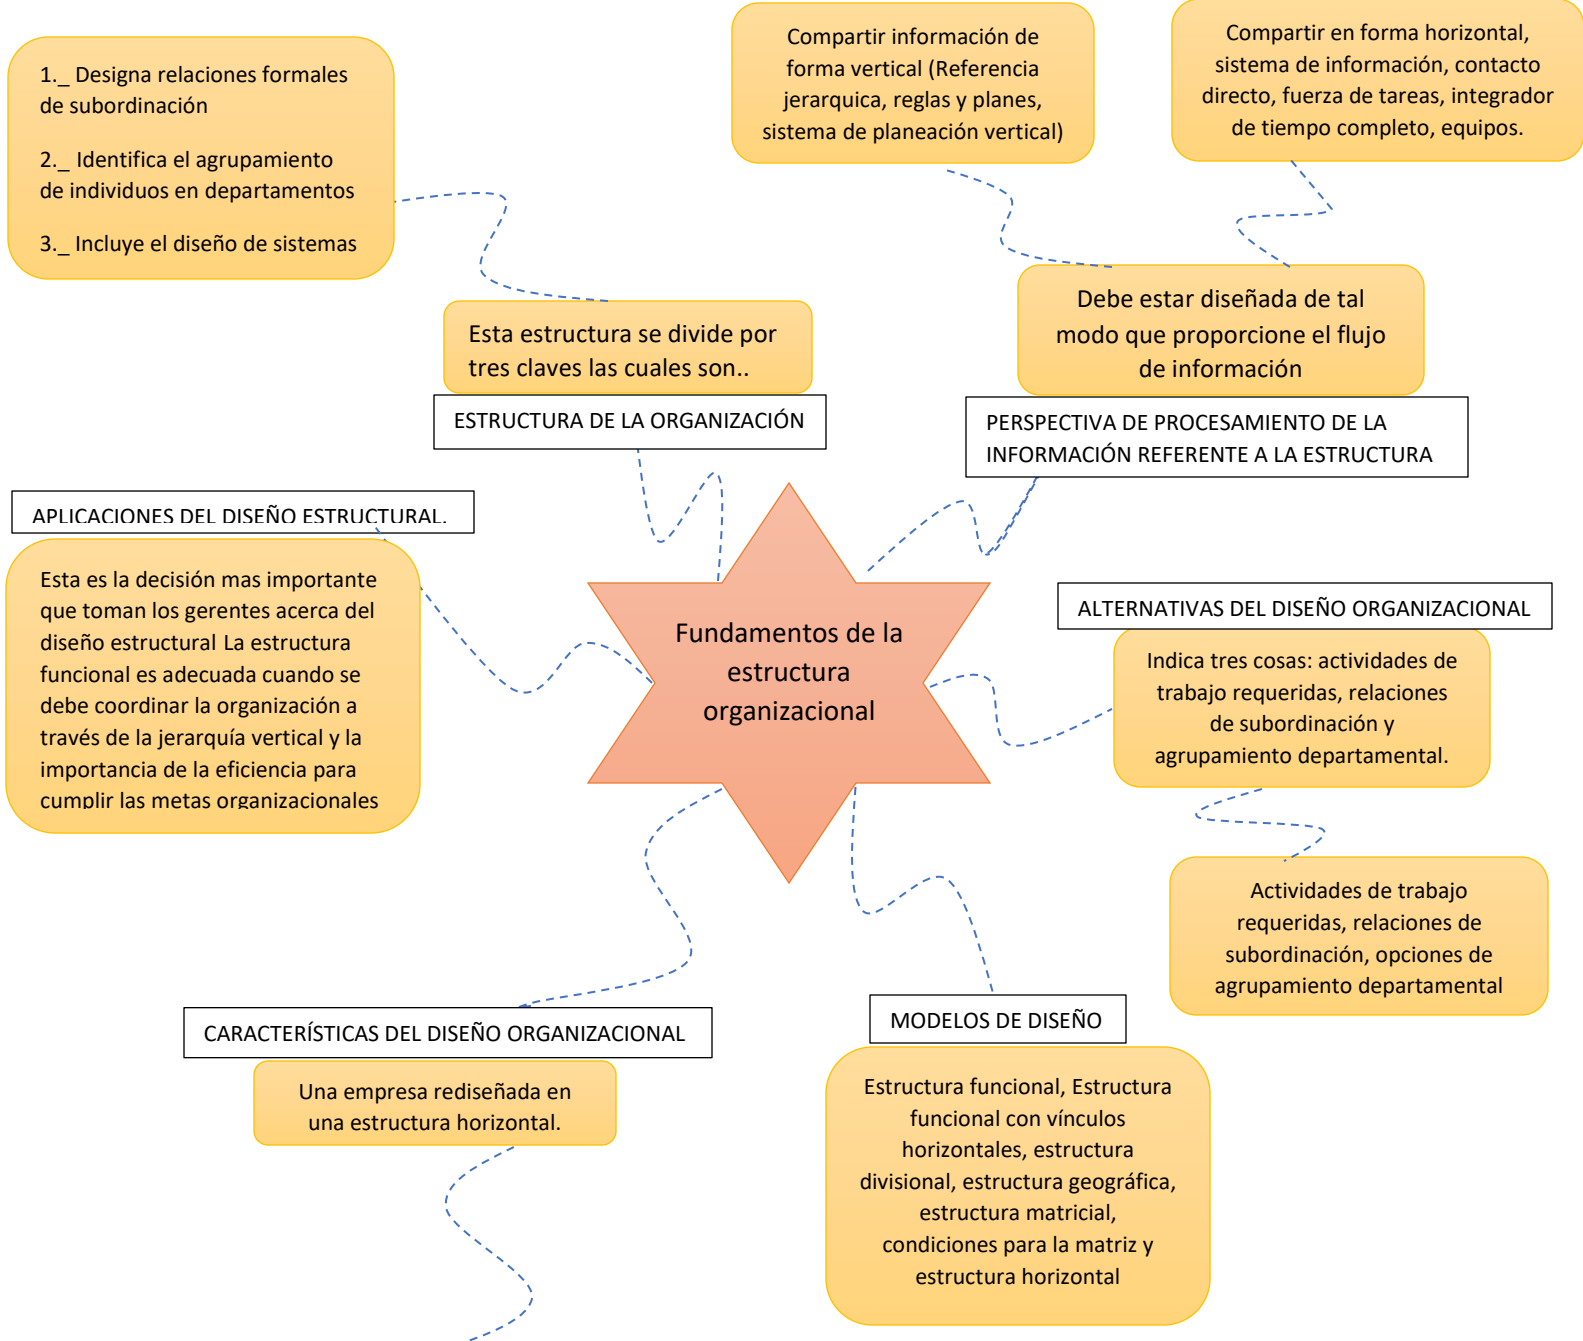 1._ Designa relaciones formales
de subordinación
2._ Identifica el agrupamiento
de individuos en departamentos
3._ Incluye el diseño de sistemas
Compartir información de
forma vertical (Referencia
jerarquica, reglas y planes,
sistema de planeación vertical)
Compartir en forma horizontal,
sistema de información, contacto
directo, fuerza de tareas, integrador
de tiempo completo, equipos.
Esta estructura se divide por
tres claves las cuales son..
Debe estar diseñada de tal
modo que proporcione el flujo
de información
ESTRUCTURA DE LA ORGANIZACIÓN
PERSPECTIVA DE PROCESAMIENTO DE LA
INFORMACIÓN REFERENTE A LA ESTRUCTURA
APLICACIONES DEL DISEÑO ESTRUCTURAL.
Esta es la decisión mas importante
que toman los gerentes acerca del
diseño estructural La estructura
funcional es adecuada cuando se
debe coordinar la organización a
través de la jerarquía vertical y la
importancia de la eficiencia para
cumplir las metas organizacionales
Fundamentos de la
estructura
organizacional
ALTERNATIVAS DEL DISEÑO ORGANIZACIONAL
Indica tres cosas: actividades de
trabajo requeridas, relaciones
de subordinación y
agrupamiento departamental.
Actividades de trabajo
requeridas, relaciones de
subordinación, opciones de
agrupamiento departamental
CARACTERÍSTICAS DEL DISEÑO ORGANIZACIONAL
Una empresa rediseñada en
una estructura horizontal.
MODELOS DE DISEÑO
Estructura funcional, Estructura
funcional con vínculos
horizontales, estructura
divisional, estructura geográfica,
estructura matricial,
condiciones para la matriz y
estructura horizontal